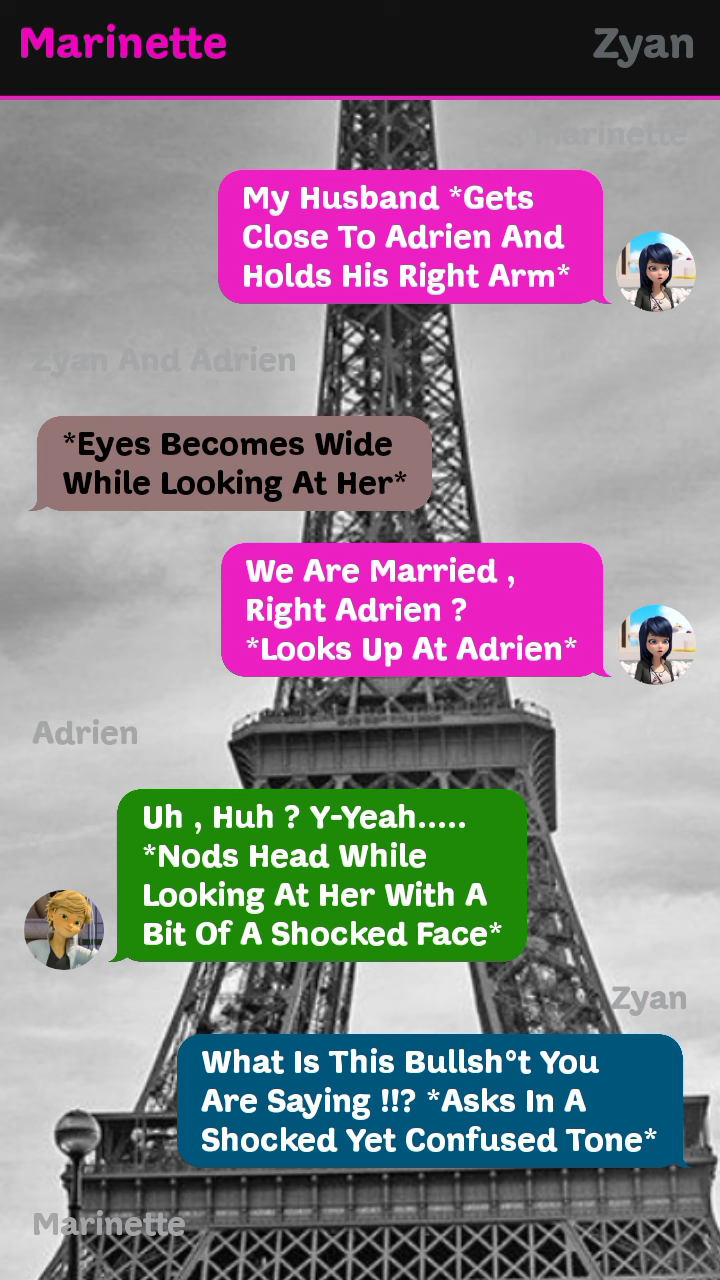 Marinette
Zyan
Marinette
My Husband *Gets
Close To Adrien And
Holds His Right Arm*
Zyan And Adrien
*Eyes Becomes Wide
While Looking At Her*
We Are Married ,
Right Adrien ?
*Looks Up At Adrien*
Adrien
Uh , Huh ? Y-Yeah.....
*Nods Head While
Looking At Her With A
Bit Of A Shocked Face*
Zyan
What Is This Bullsh°t You
Are Saying !!? *Asks In A
Shocked Yet Confused Tone*
Marinette